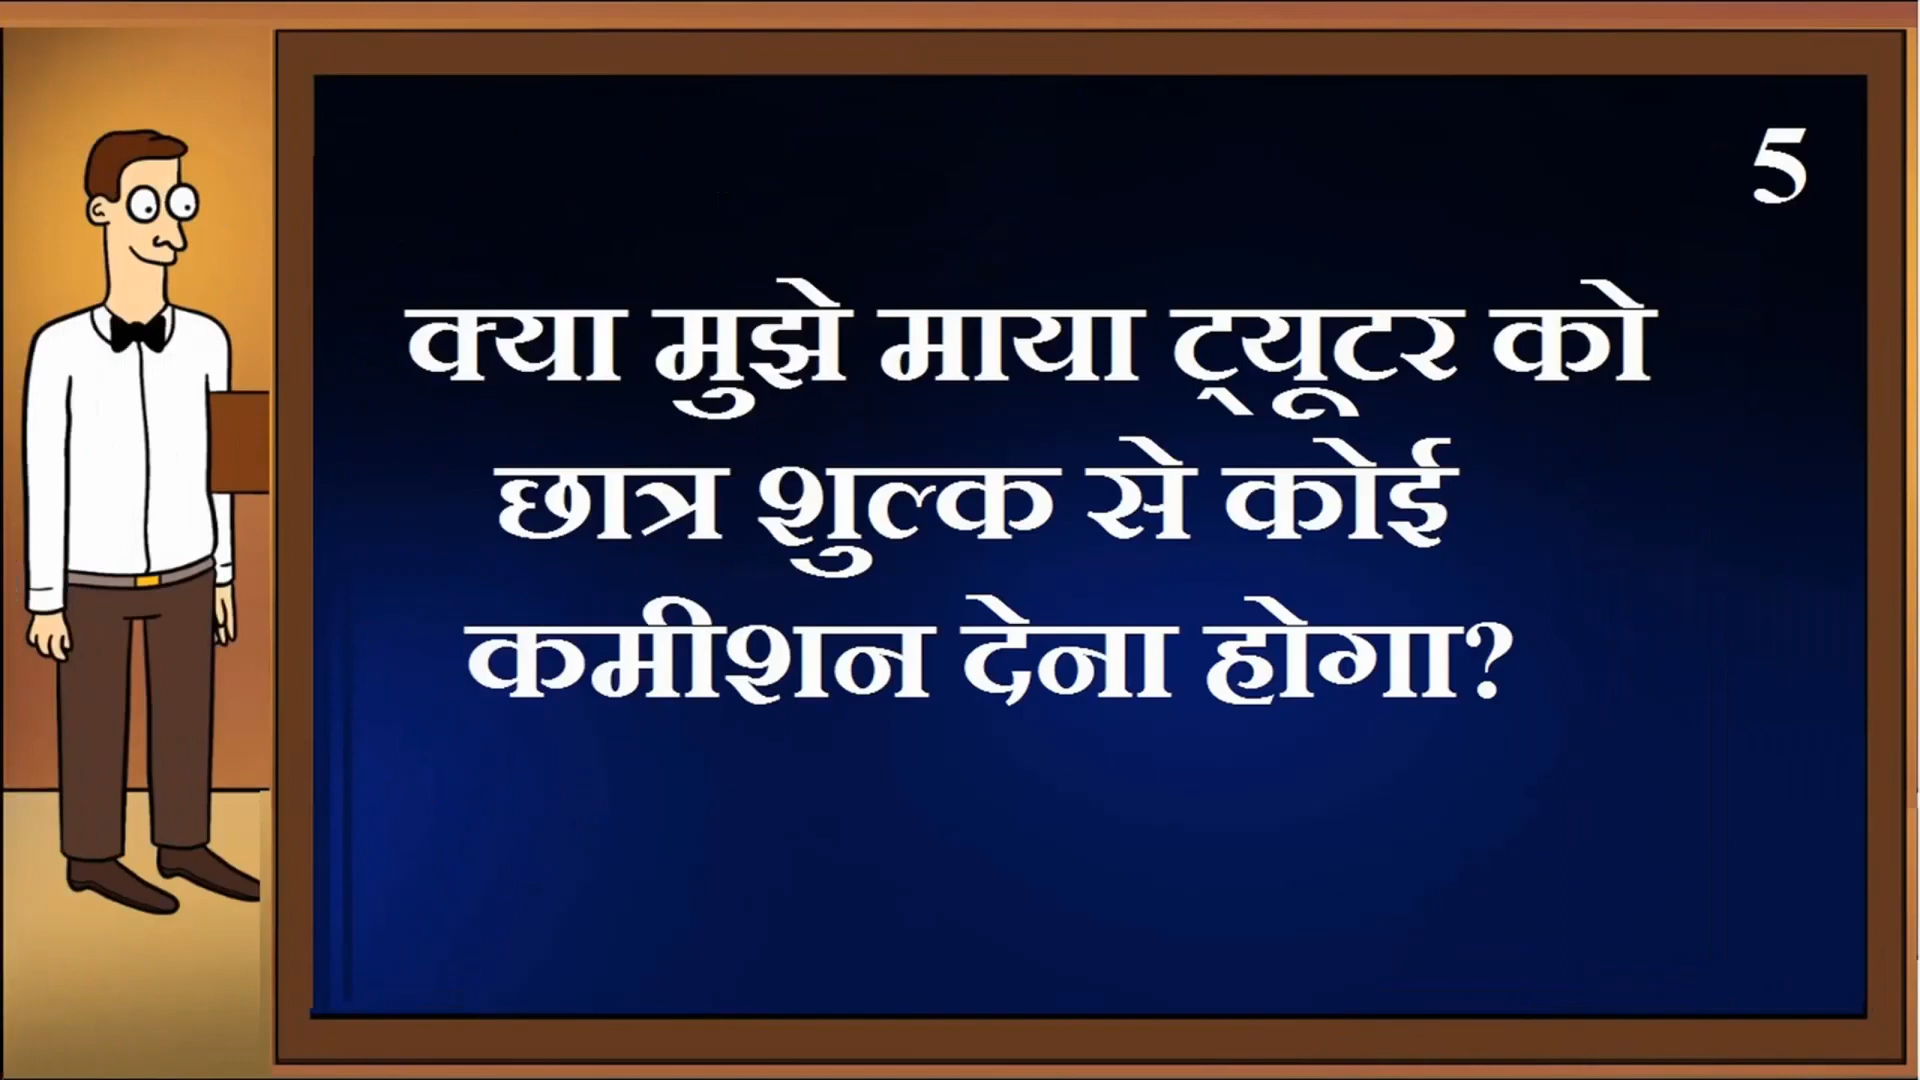 5
क्या मुझे माया ट्यूटर को
छात्र शुल्क से कोई
कमीशन देना होगा?